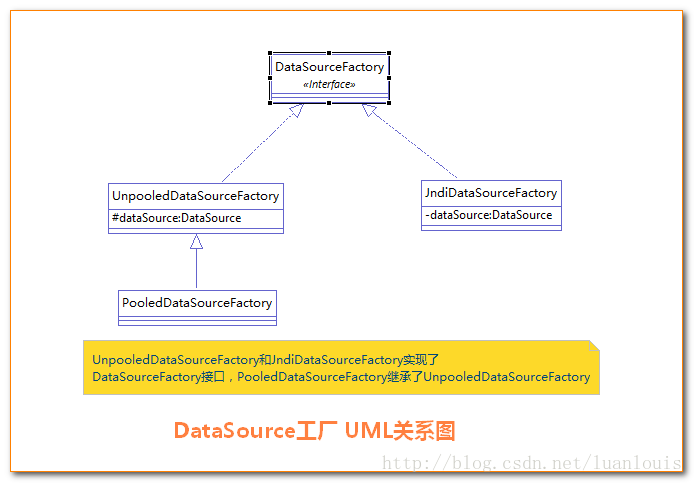 DataSourceFactory
«Interface»
UnpooledDataSourceFactory
#dataSource:DataSource
JndiDataSourceFactory
-dataSource:DataSource
PooledDataSourceFactory
UnpooledDataSourceFactory和JndiDataSourceFactory实现了
DataSourceFactory接口，PooledDataSourceFactory继承了UnpooledDataSourceFactory
DataSource工厂 UML关系图
http://blog.csdn.net/luanlouis